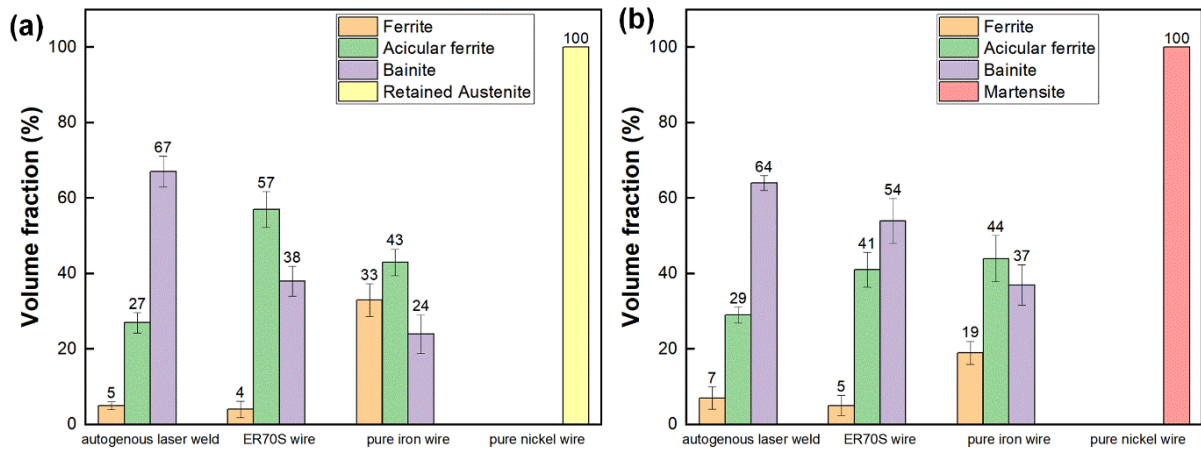 (a)
Ferrite
Acicular ferrite
Bainite
Retained Austenite
Volume fraction (%)
100
80
60
40
20
0
5
27
67
4
57
38
33
43
24
100
autogenous laser weld
ER70S wire
pure iron wire
pure nickel wire
(b)
Ferrite
Acicular ferrite
Bainite
Martensite
Volume fraction (%)
100
80
60
40
20
0
7
29
64
5
41
54
19
44
37
100
autogenous laser weld
ER70S wire
pure iron wire
pure nickel wire